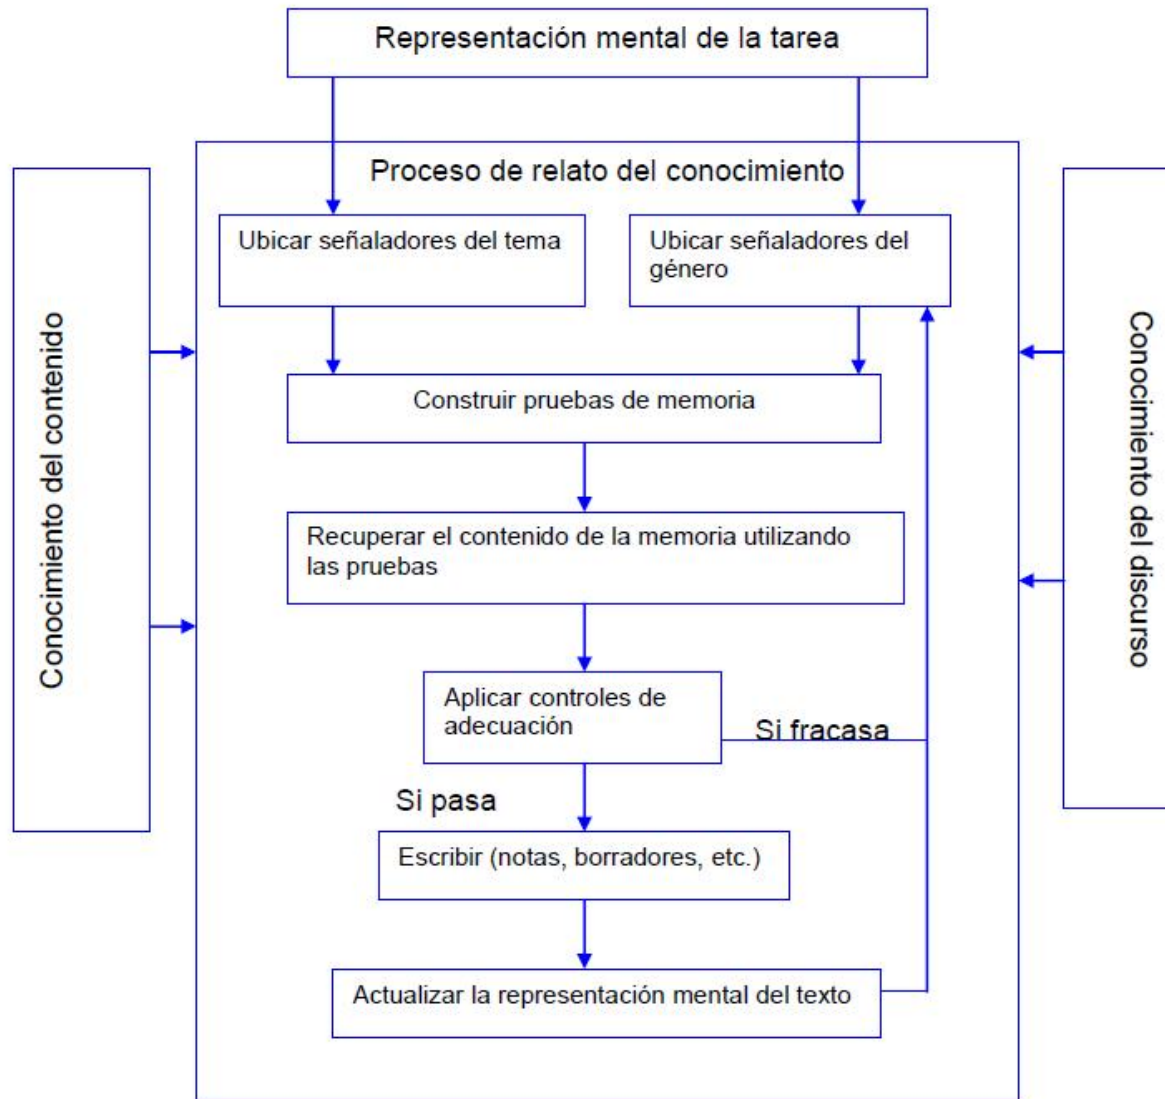 Representación mental de la tarea
Proceso de relato del conocimiento
Ubicar señaladores del tema
Ubicar señaladores del
género
Conocimiento del contenido
Conocimiento del discurso
Construir pruebas de memoria
Recuperar el contenido de la memoria utilizando
las pruebas
Aplicar controles de
adecuación
Si fracasa
Si pasa
Escribir (notas, borradores, etc.)
Actualizar la representación mental del texto